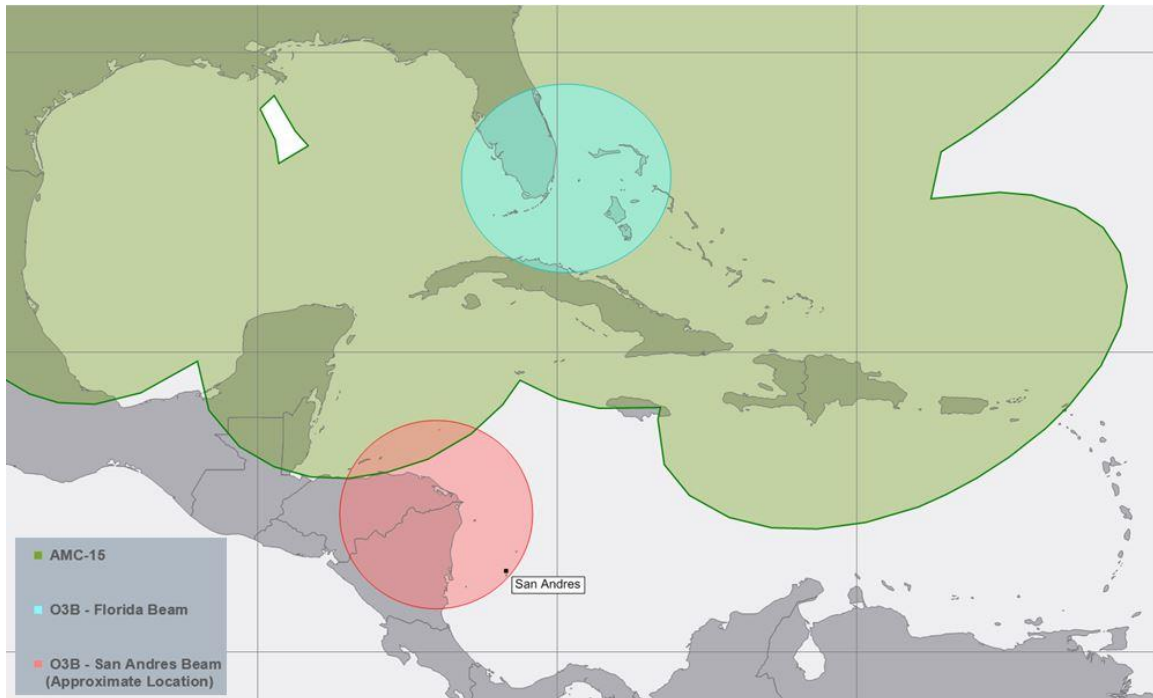 San Andres
AMC-15
O3B - Florida Beam
O3B - San Andres Beam
(Approximate Location)